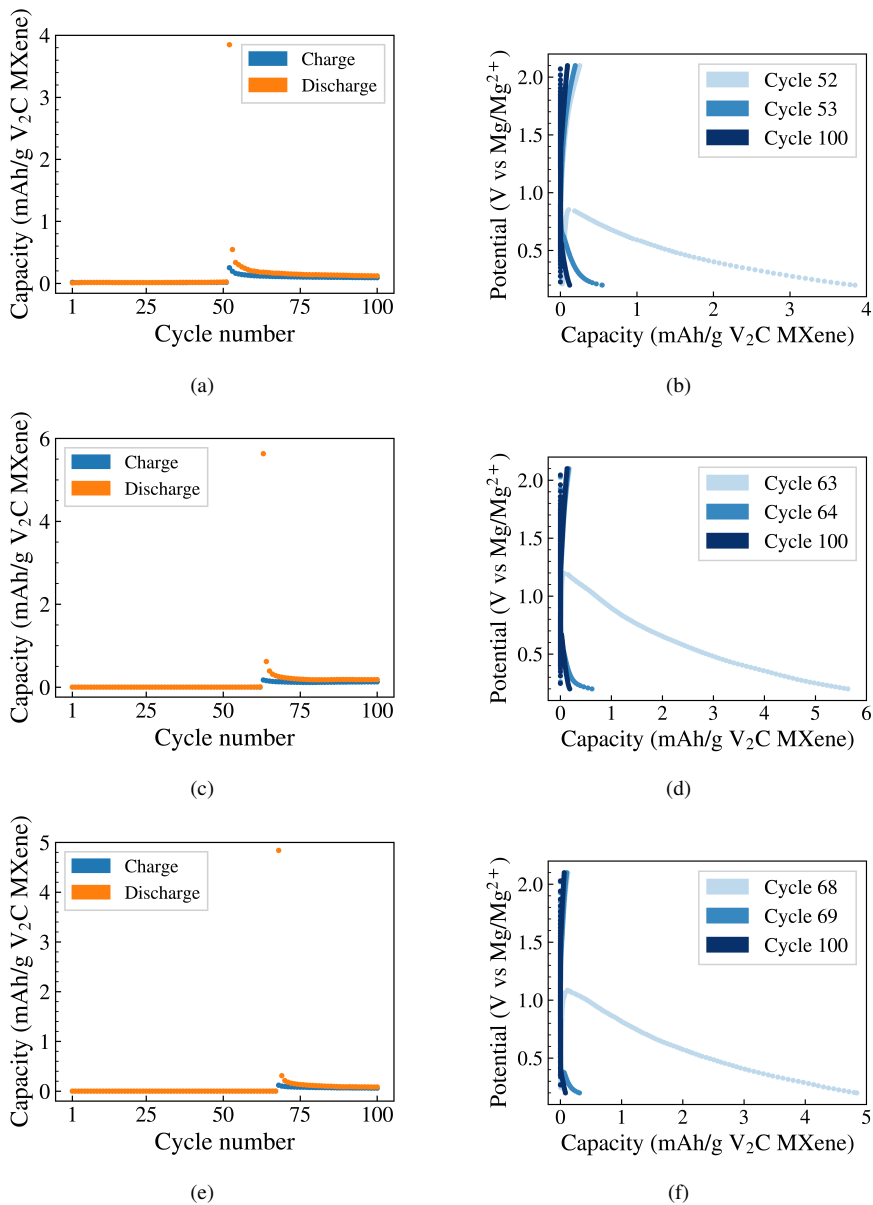 Capacity (mAh/g V₂C MXene)
4
3
2
1
0
Charge
Discharge
1
25
50
75
100
Cycle number
(a)
Potential (V vs Mg/Mg²⁺)
2.0
1.5
1.0
0.5
Cycle 52
Cycle 53
Cycle 100
0
1
2
3
4
Capacity (mAh/g V₂C MXene)
(b)
Capacity (mAh/g V₂C MXene)
6
5
4
3
2
1
0
Charge
Discharge
1
25
50
75
100
Cycle number
(c)
Potential (V vs Mg/Mg²⁺)
2.0
1.5
1.0
0.5
Cycle 63
Cycle 64
Cycle 100
0
1
2
3
4
5
6
Capacity (mAh/g V₂C MXene)
(d)
Capacity (mAh/g V₂C MXene)
5
4
3
2
1
0
Charge
Discharge
1
25
50
75
100
Cycle number
(e)
Potential (V vs Mg/Mg²⁺)
2.0
1.5
1.0
0.5
Cycle 68
Cycle 69
Cycle 100
0
1
2
3
4
5
Capacity (mAh/g V₂C MXene)
(f)